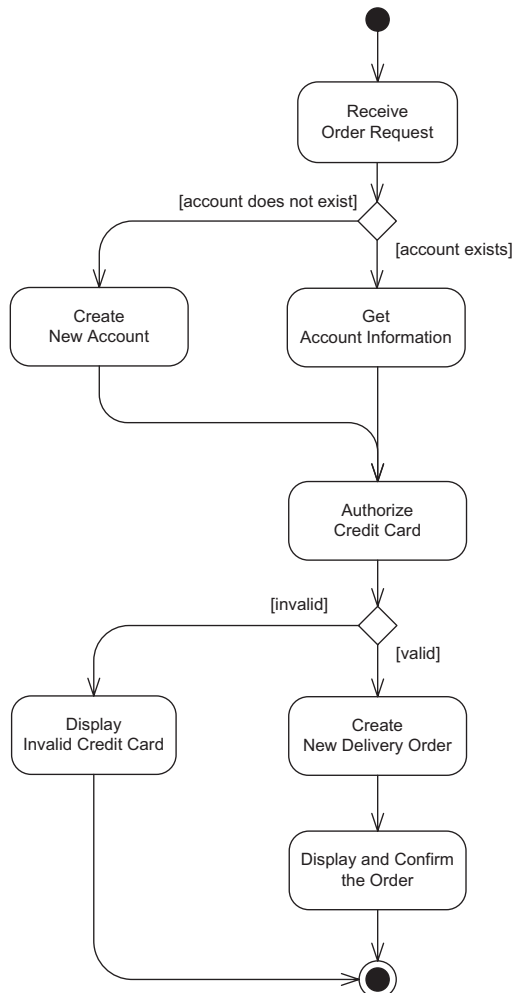 Receive
Order Request
[account does not exist]
[account exists]
Create
New Account
Get
Account Information
Authorize
Credit Card
[invalid]
[valid]
Display
Invalid Credit Card
Create
New Delivery Order
Display and Confirm
the Order